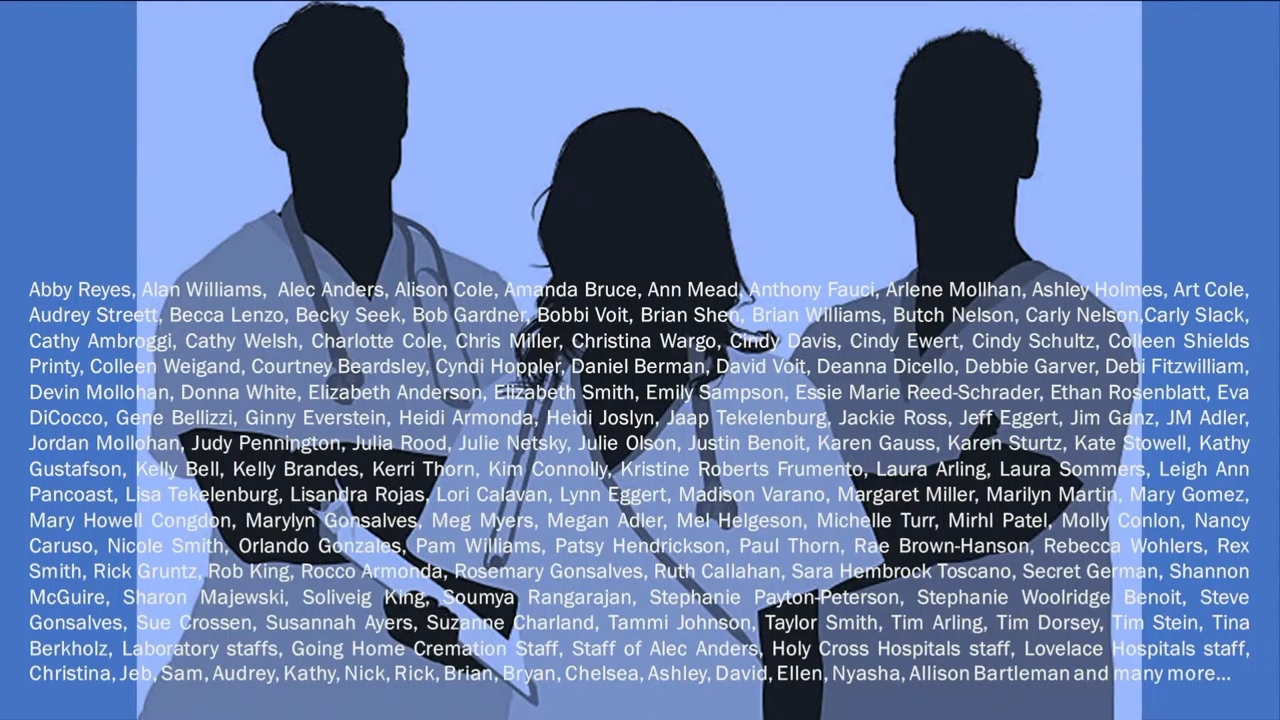 Abby Reyes, Alan Williams, Alec Anders, Alison Cole, Amanda Bruce, Ann Mead, Anthony Fauci, Arlene Mollhan, Ashley Holmes, Art Cole,
Audrey Streett, Becca Lenzo, Becky Seek, Bob Gardner, Bobbi Voit, Brian Shen, Brian Williams, Butch Nelson, Carly Nelson,Carly Slack,
Cathy Ambroggi, Cathy Welsh, Charlotte Cole, Chris Miller, Christina Wargo, Cindy Davis, Cindy Ewert, Cindy Schultz, Colleen Shields
Printy, Colleen Weigand, Courtney Beardsley, Cyndi Hoppler, Daniel Berman, David Voit, Deanna Dicello, Debbie Garver, Debi Fitzwilliam,
Devin Mollohan, Donna White, Elizabeth Anderson, Elizabeth Smith, Emily Sampson, Essie Marie Reed-Schrader, Ethan Rosenblatt, Eva
DiCocco, Gene Bellizzi, Ginny Everstein, Heidi Armonda, Heidi Joslyn, Jaap Tekelenburg, Jackie Ross, Jeff Eggert, Jim Ganz, JM Adler,
Jordan Mollohan, Judy Pennington, Julia Rood, Julie Netsky, Julie Olson, Justin Benoit, Karen Gauss, Karen Sturtz, Kate Stowell, Kathy
Gustafson, Kelly Bell, Kelly Brandes, Kerri Thorn, Kim Connolly, Kristine Roberts Frumento, Laura Arling, Laura Sommers, Leigh Ann
Pancoast, Lisa Tekelenburg, Lisandra Rojas, Lori Calavan, Lynn Eggert, Madison Varano, Margaret Miller, Marilyn Martin, Mary Gomez,
Mary Howell Congdon, Marylyn Gonsalves, Meg Myers, Megan Adler, Mel Helgeson, Michelle Turr, Mirhl Patel, Molly Conlon, Nancy
Caruso, Nicole Smith, Orlando Gonzales, Pam Williams, Patsy Hendrickson, Paul Thorn, Rae Brown-Hanson, Rebecca Wohlers, Rex
Smith, Rick Gruntz, Rob King, Rocco Armonda, Rosemary Gonsalves, Ruth Callahan, Sara Hembrock Toscano, Secret German, Shannon
McGuire, Sharon Majewski, Soliveig King, Soumya Rangarajan, Stephanie Payton-Peterson, Stephanie Woolridge Benoit, Steve
Gonsalves, Sue Crossen, Susannah Ayers, Suzanne Charland, Tammi Johnson, Taylor Smith, Tim Arling, Tim Dorsey, Tim Stein, Tina
Berkholz, Laboratory staffs, Going Home Cremation Staff, Staff of Alec Anders, Holy Cross Hospitals staff, Lovelace Hospitals staff,
Christina, Jeb, Sam, Audrey, Kathy, Nick, Rick, Brian, Bryan, Chelsea, Ashley, David, Ellen, Nyasha, Allison Bartleman and many more...